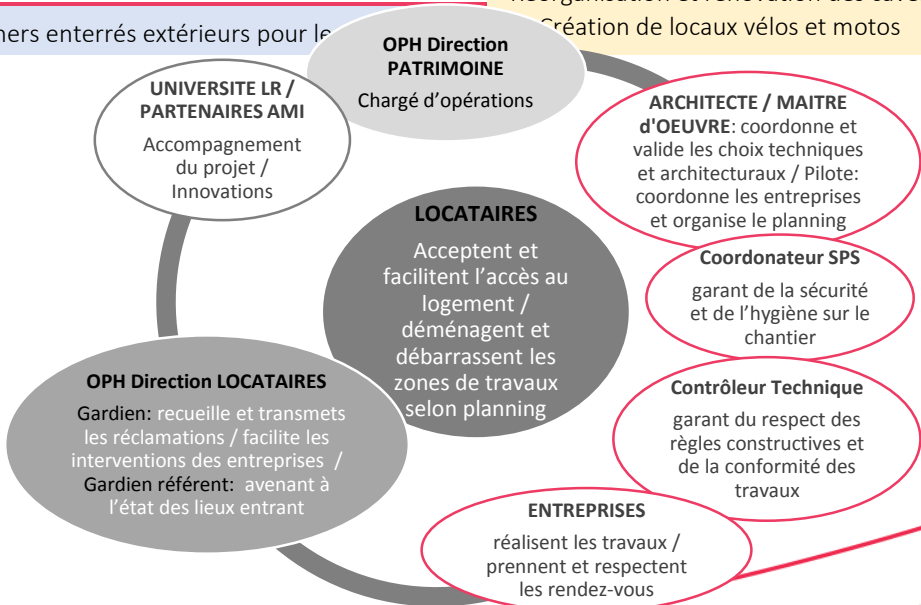 enterrés extérieurs pour
Création de locaux vélos et motos
OPH Direction
PATRIMOINE
Chargé d'opérations
UNIVERSITE LR /
PARTENAIRES AMI
Accompagnement
du projet /
Innovations
ARCHITECTE / MAITRE
d'OEUVRE: coordonne et
valide les choix techniques
et architecturaux / Pilote:
coordonne les entreprises
et organise le planning
LOCATAIRES
Acceptent et
facilitent l’accès au
logement /
déménagent et
débarrassent les
zones de travaux
selon planning
Coordonateur SPS
garant de la sécurité
et de l’hygiène sur le
chantier
OPH Direction LOCATAIRES
Gardien: recueille et transmets
les réclamations / facilite les
interventions des entreprises /
Gardien référent: avenant à
l’état des lieux entrant
Contrôleur Technique
garant du respect des
règles constructives et
de la conformité des
travaux
ENTREPRISES
réalisent les travaux /
prennent et respectent
les rendez-vous